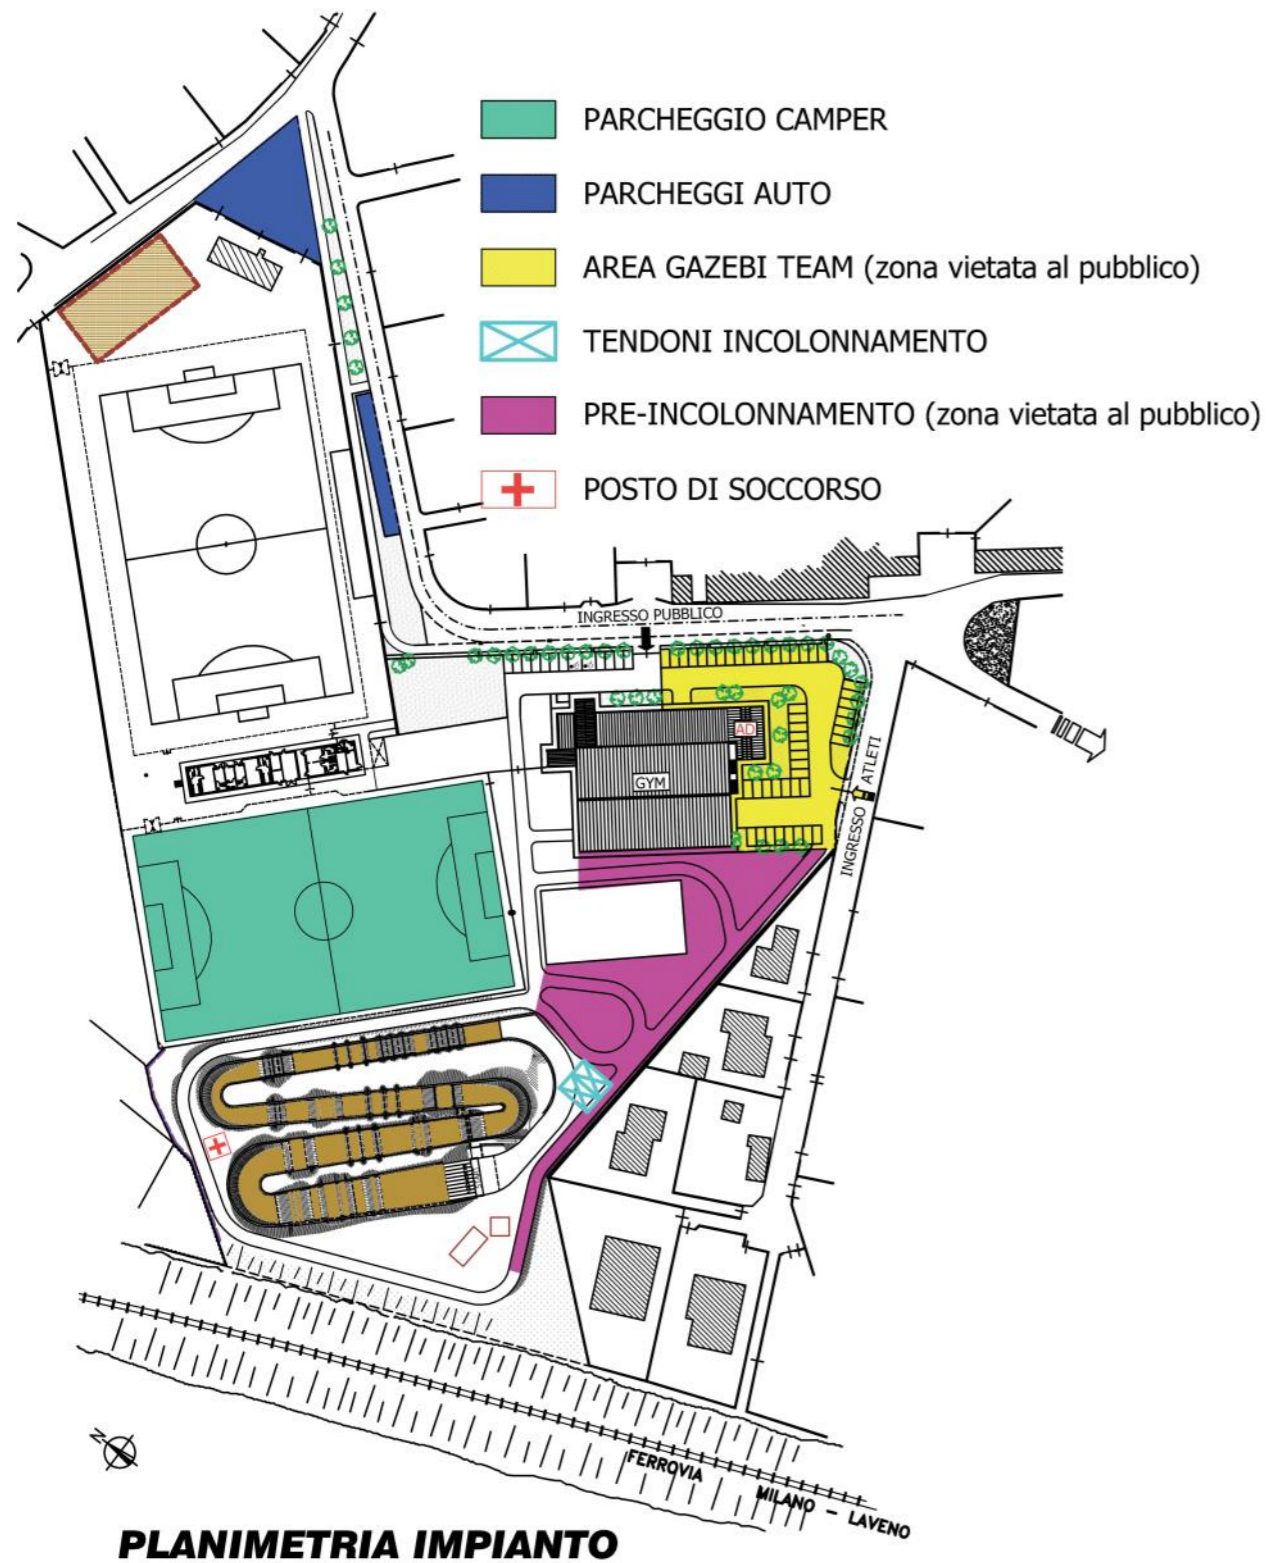 PARCHEGGIO CAMPER
PARCHEGGI AUTO
AREA GAZEBI TEAM (zona vietata al pubblico)
TENDONI INCOLONNAMENTO
PRE-INCOLONNAMENTO (zona vietata al pubblico)
POSTO DI SOCCORSO
INGRESSO PUBBLICO
AD
GYM
INGRESSO ATLETI
N
FERROVIA MILANO - LAVENO
PLANIMETRIA IMPIANTO